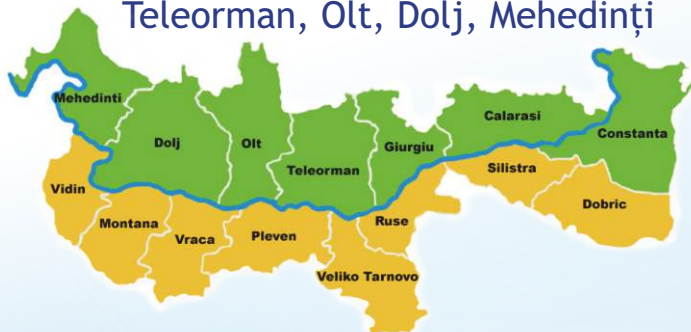 Teleorman, Olt, Dolj, Mehedinți
Mehedinti
Dolj
Olt
Teleorman
Giurgiu
Calarasi
Constanta
Vidin
Montana
Vraca
Pleven
Veliko Tarnovo
Ruse
Silistra
Dobric